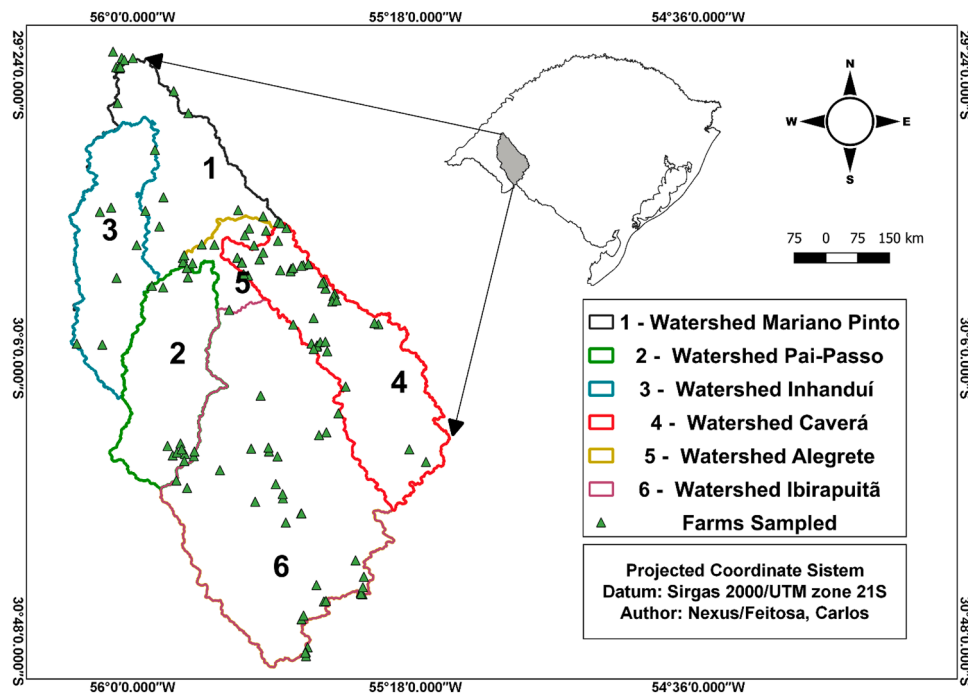 56°0'0.000"W 55°18'0.000"W 54°36'0.000"W
29°24'0.000"S
29°24'0.000"S
N
W E
S
1
3
75 0 75 150 km
5
30°6'0.000"S
30°6'0.000"S
2
4
6
1 - Watershed Mariano Pinto
2 - Watershed Pai-Passo
3 - Watershed Inhanduí
4 - Watershed Caverá
5 - Watershed Alegrete
6 - Watershed Ibirapuitã
Farms Sampled
Projected Coordinate Sistem
Datum: Sirgas 2000/UTM zone 21S
Author: Nexus/Feitosa, Carlos
30°48'0.000"S
30°48'0.000"S
56°0'0.000"W 55°18'0.000"W 54°36'0.000"W